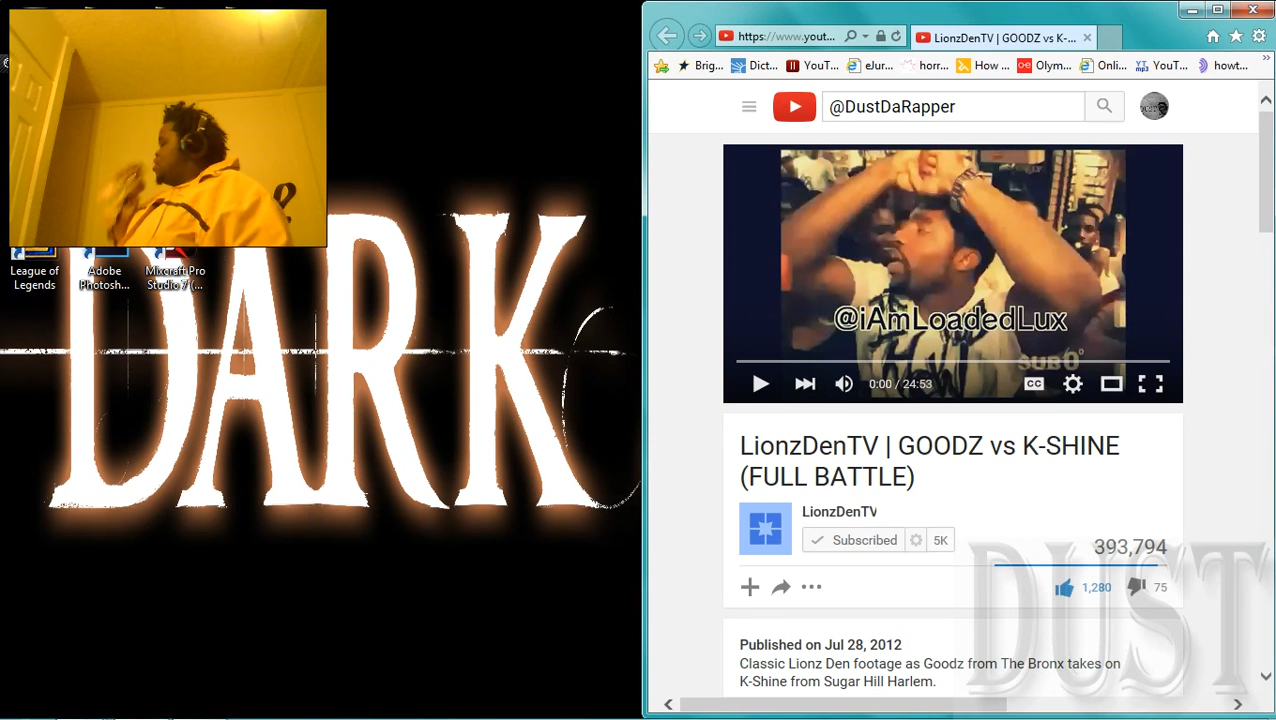 League of
Legends
Adobe
Photosh...
Mixcraft Pro
Studio 7 (...
DARK
https://www.yout...
LionzDenTV | GOODZ vs K-...
Brig...
Dict...
YouT...
eJur...
horr...
How ...
Olym...
Onli...
YouT...
howt...
@DustDaRapper
@iAmLoadedLux
SUB0°
0:00 / 24:53
CC
LionzDenTV | GOODZ vs K-SHINE
(FULL BATTLE)
LionzDenTV
Subscribed
5K
393,794
1,280
75
Published on Jul 28, 2012
Classic Lionz Den footage as Goodz from The Bronx takes on
K-Shine from Sugar Hill Harlem.
DUST